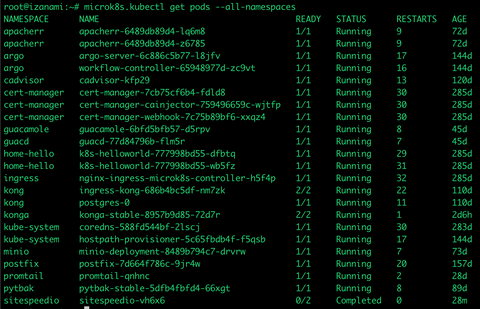 root@izanami:~# microk8s.kubectl get pods --all-namespaces
NAMESPACE NAME READY STATUS RESTARTS AGE
apacherr apacherr-6489db89d4-lq6m8 1/1 Running 9 72d
apacherr apacherr-6489db89d4-z6785 1/1 Running 9 72d
argo argo-server-6c886c5b77-l8jfv 1/1 Running 17 144d
argo workflow-controller-65948977d-zc9vt 1/1 Running 16 144d
cadvisor cadvisor-kfp29 1/1 Running 13 120d
cert-manager cert-manager-7cb75cf6b4-fdld8 1/1 Running 30 285d
cert-manager cert-manager-cainjector-759496659c-wjtfp 1/1 Running 30 285d
cert-manager cert-manager-webhook-7c75b89bf6-xxqz4 1/1 Running 30 285d
guacamole guacamole-6bfd5bfb57-d5rpv 1/1 Running 8 45d
guacd guacd-77d84796b-flm5r 1/1 Running 7 45d
home-hello k8s-helloworld-777998bd55-dfbtq 1/1 Running 29 285d
home-hello k8s-helloworld-777998bd55-wb5fz 1/1 Running 31 285d
ingress nginx-ingress-microk8s-controller-h5f4p 1/1 Running 32 285d
kong ingress-kong-686b4bc5df-nm7zk 2/2 Running 22 110d
kong postgres-0 1/1 Running 11 110d
konga konga-stable-8957b9d85-72d7r 2/2 Running 1 2d6h
kube-system coredns-588fd544bf-2lscj 1/1 Running 30 283d
kube-system hostpath-provisioner-5c65fbdb4f-f5qsb 1/1 Running 17 144d
minio minio-deployment-8489b794c7-drvrw 1/1 Running 7 73d
postfix postfix-7d664f786c-9jr4w 1/1 Running 20 157d
promtail promtail-qnhnc 1/1 Running 2 28d
pytbak pytbak-stable-5dfb4fbfd4-66xgt 1/1 Running 8 89d
sitespeedio sitespeedio-vh6x6 0/2 Completed 0 28m